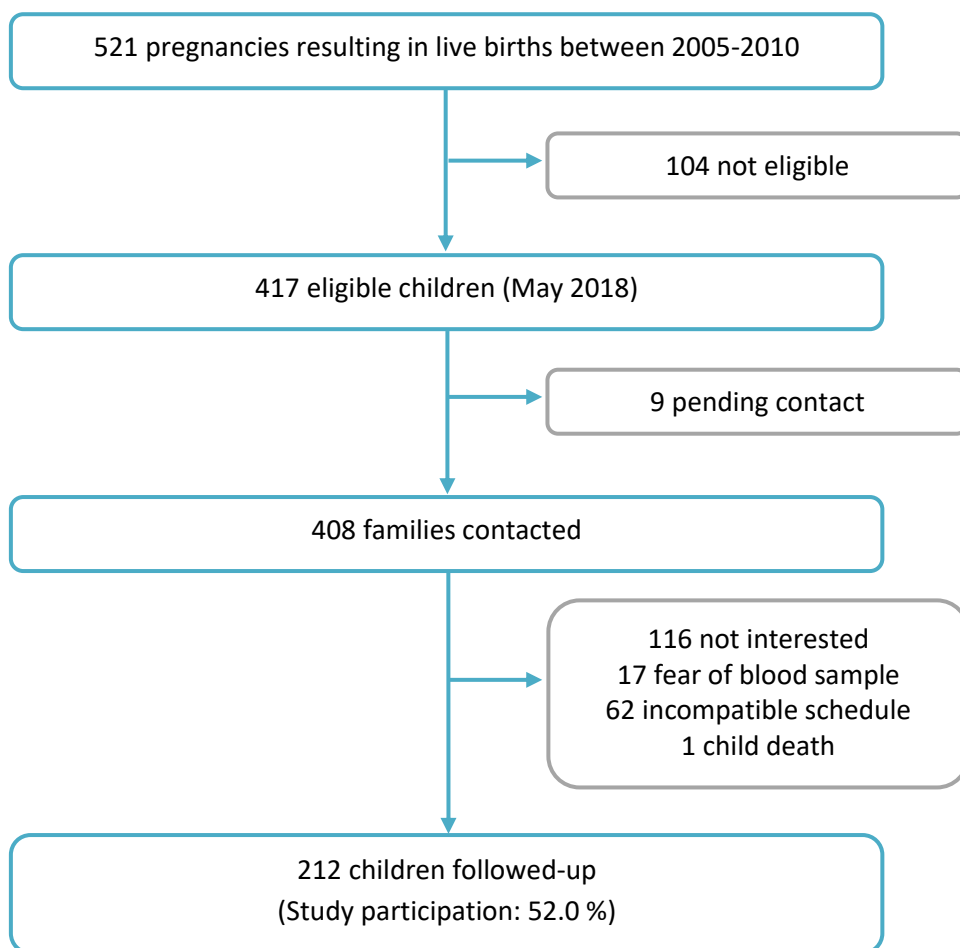 521 pregnancies resulting in live births between 2005-2010
104 not eligible
417 eligible children (May 2018)
9 pending contact
408 families contacted
116 not interested
17 fear of blood sample
62 incompatible schedule
1 child death
212 children followed-up
(Study participation: 52.0 %)